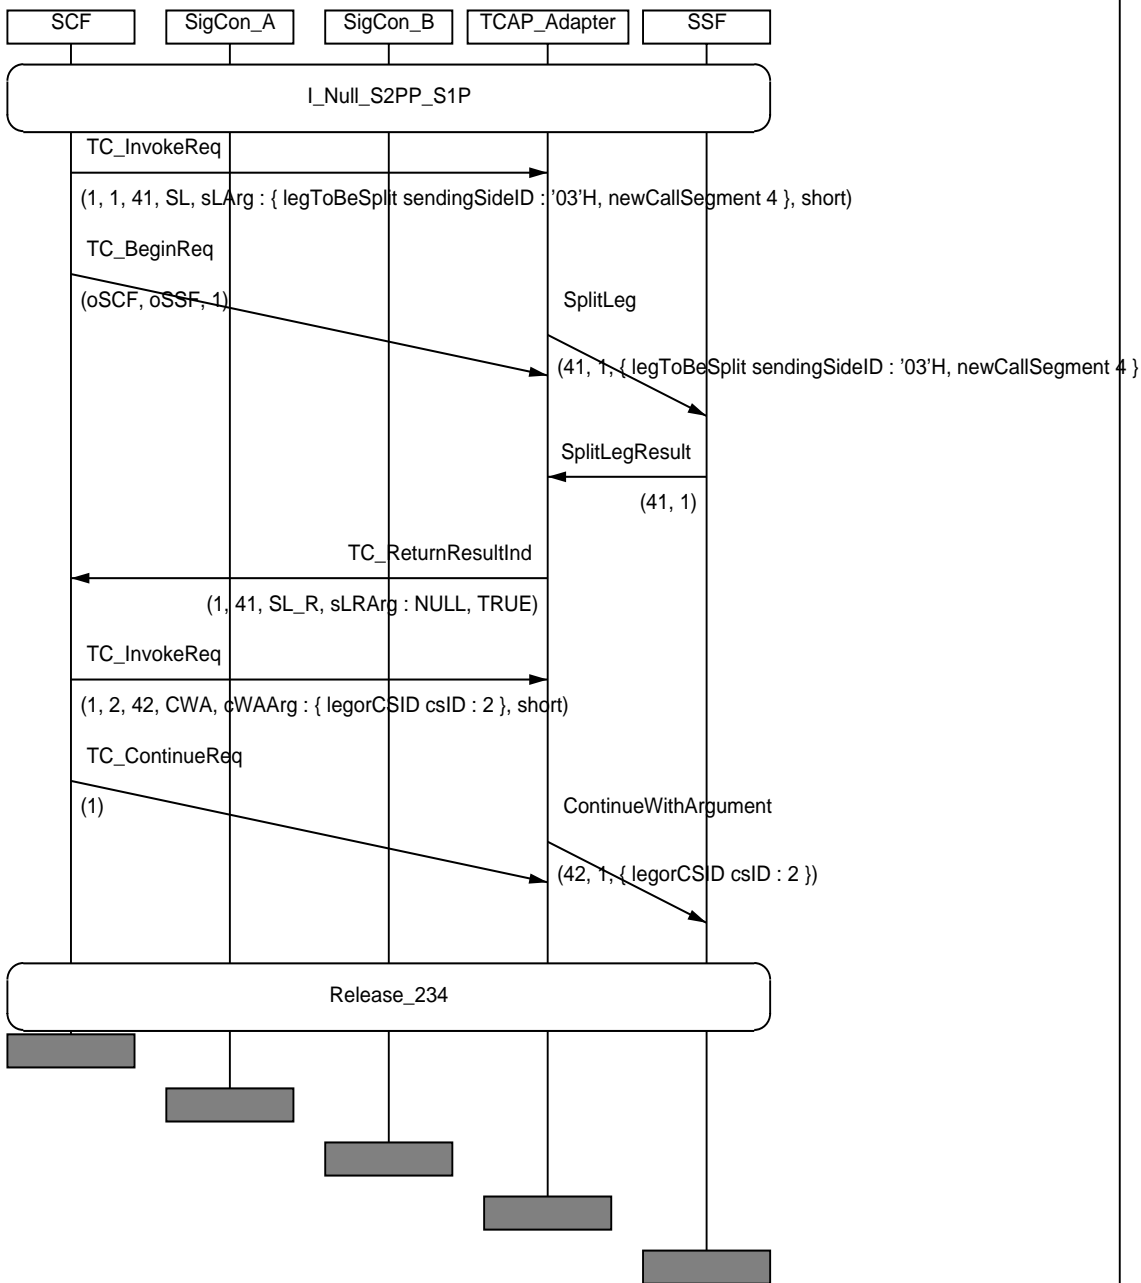 SCF SigCon_A SigCon_B TCAP_Adapter SSF
I_Null_S2PP_S1P
TC_InvokeReq
(1, 1, 41, SL, sLArg : { legToBeSplit sendingSideID : '03'H, newCallSegment 4 }, short)
TC_BeginReq
(oSCF, oSSF, 1)
SplitLeg
(41, 1, { legToBeSplit sendingSideID : '03'H, newCallSegment 4 }
SplitLegResult
(41, 1)
TC_ReturnResultInd
(1, 41, SL_R, sLRArg : NULL, TRUE)
TC_InvokeReq
(1, 2, 42, CWA, cWAArg : { legorCSID csID : 2 }, short)
TC_ContinueReq
(1)
ContinueWithArgument
(42, 1, { legorCSID csID : 2 })
Release_234